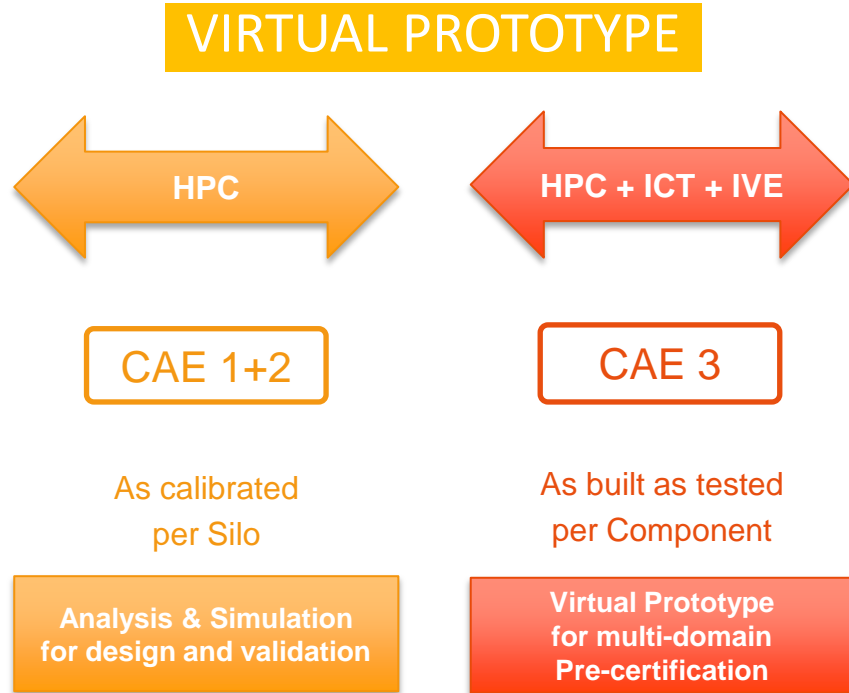 VIRTUAL PROTOTYPE
HPC
CAE 1+2
As calibrated
per Silo
Analysis & Simulation
for design and validation
HPC + ICT + IVE
CAE 3
As built as tested
per Component
Virtual Prototype
for multi-domain
Pre-certification